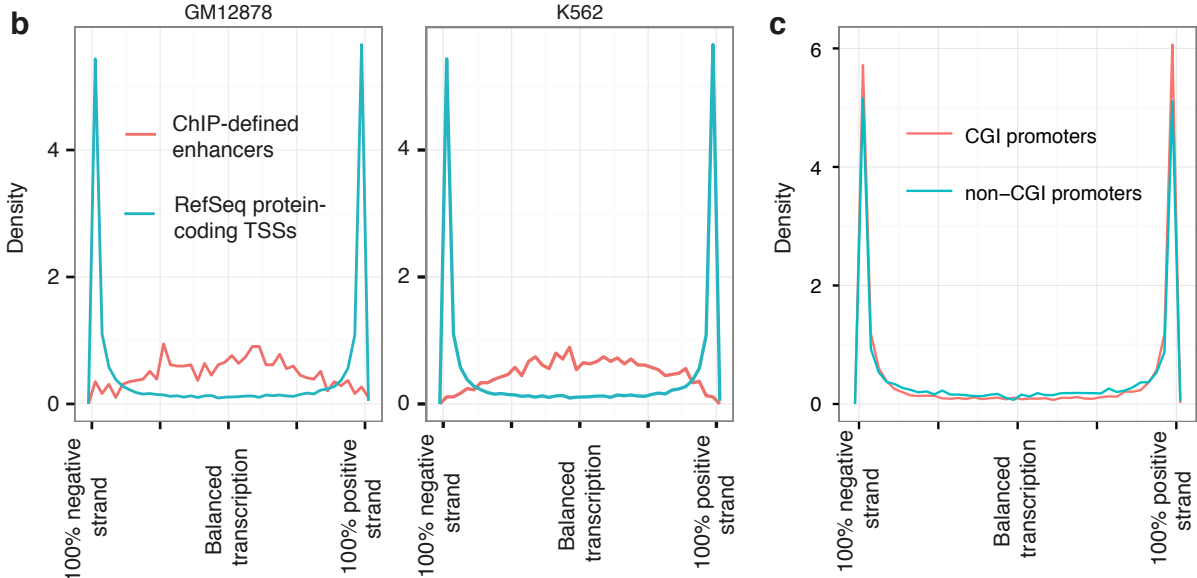 b
GM12878
K562
c
Density
4
2
0
ChIP-defined
enhancers
RefSeq protein-
coding TSSs
100% negative
strand
Balanced
transcription
100% positive
strand
4
2
0
100% negative
strand
Balanced
transcription
100% positive
strand
Density
6
4
2
0
CGI promoters
non−CGI promoters
100% negative
strand
Balanced
transcription
100% positive
strand